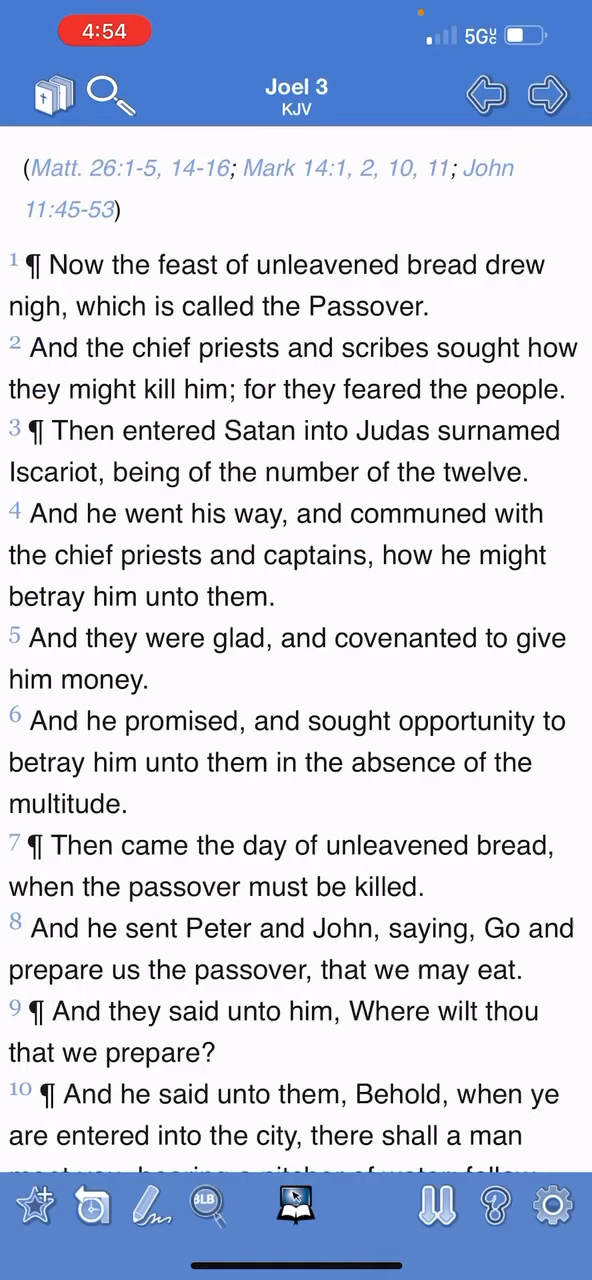 4:54
5G
Joel 3
KJV
(Matt. 26:1-5, 14-16; Mark 14:1, 2, 10, 11; John
11:45-53)
1 ¶ Now the feast of unleavened bread drew
nigh, which is called the Passover.
2 And the chief priests and scribes sought how
they might kill him; for they feared the people.
3 ¶ Then entered Satan into Judas surnamed
Iscariot, being of the number of the twelve.
4 And he went his way, and communed with
the chief priests and captains, how he might
betray him unto them.
5 And they were glad, and covenanted to give
him money.
6 And he promised, and sought opportunity to
betray him unto them in the absence of the
multitude.
7 ¶ Then came the day of unleavened bread,
when the passover must be killed.
8 And he sent Peter and John, saying, Go and
prepare us the passover, that we may eat.
9 ¶ And they said unto him, Where wilt thou
that we prepare?
10 ¶ And he said unto them, Behold, when ye
are entered into the city, there shall a man
BLB